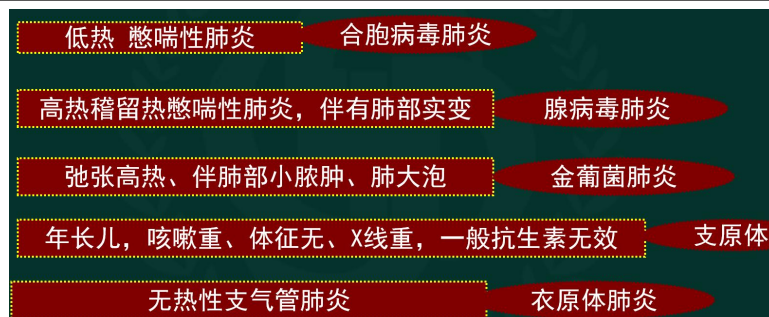 低热 憋喘性肺炎 合胞病毒肺炎
高热稽留热憋喘性肺炎，伴有肺部实变 腺病毒肺炎
弛张高热、伴肺部小脓肿、肺大泡 金葡菌肺炎
年长儿，咳嗽重、体征无、X线重，一般抗生素无效 支原体
无热性支气管肺炎 衣原体肺炎